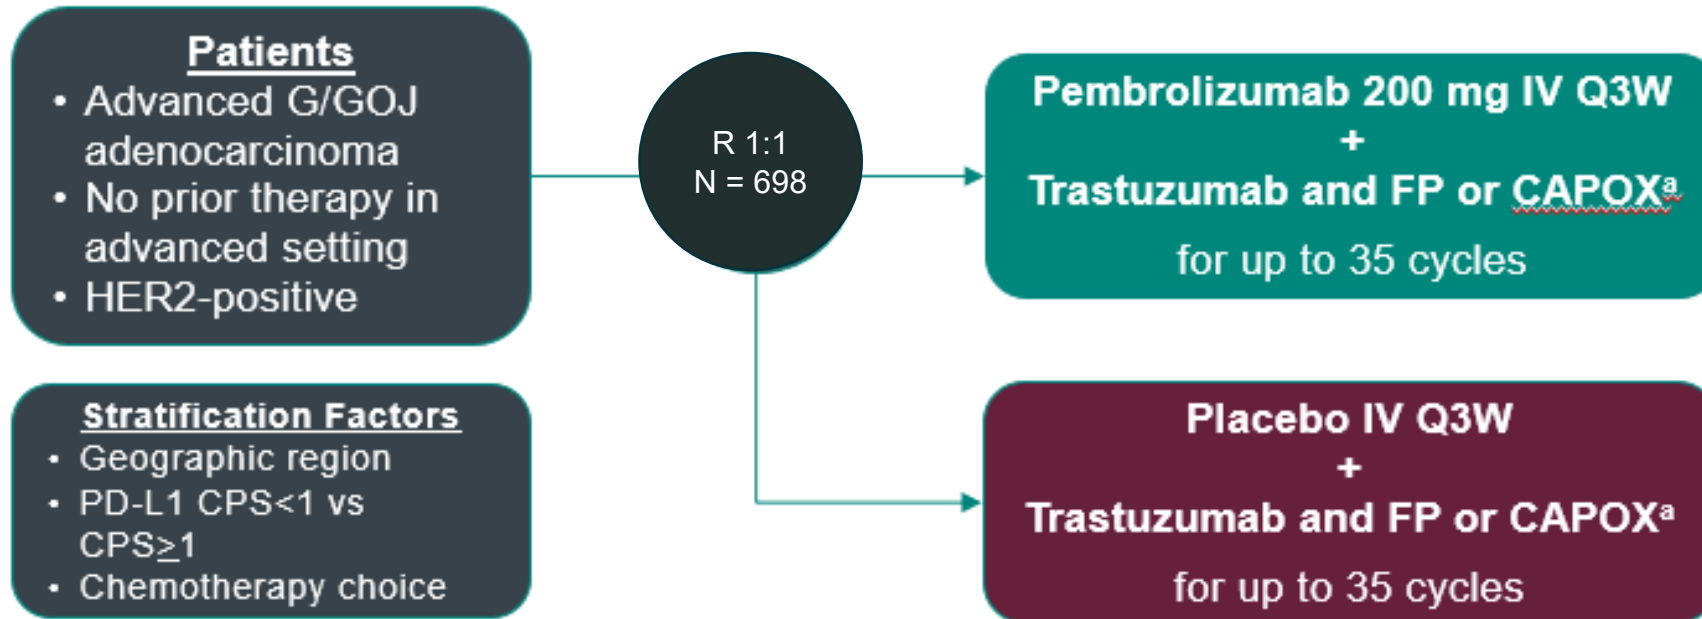 Patients
• Advanced G/GOJ
adenocarcinoma
• No prior therapy in
advanced setting
• HER2-positive
Stratification Factors
• Geographic region
• PD-L1 CPS<1 vs
CPS≥1
• Chemotherapy choice
R 1:1
N = 698
Pembrolizumab 200 mg IV Q3W
+
Trastuzumab and FP or CAPOXᵃ
for up to 35 cycles
Placebo IV Q3W
+
Trastuzumab and FP or CAPOXᵃ
for up to 35 cycles